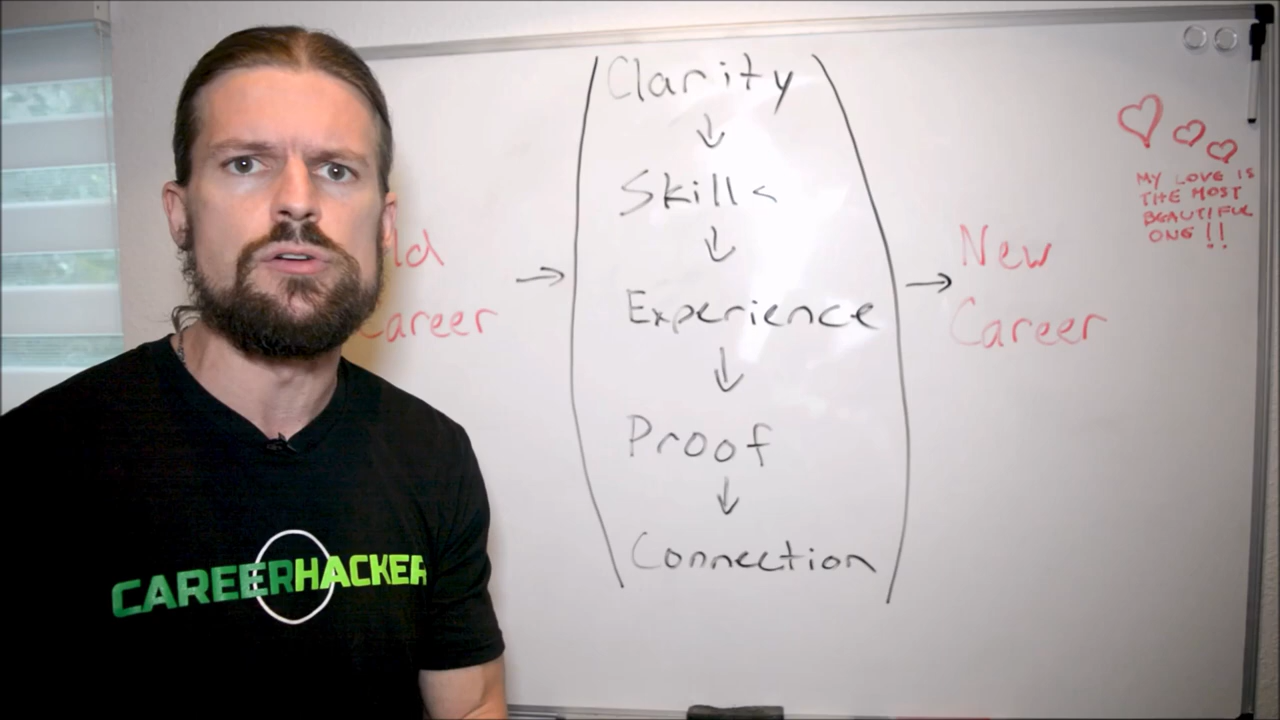 Clarity
↓
Skills
↓
Experience
↓
Proof
↓
Connection
→
→
New
Career
MY LOVE IS
THE MOST
BEAUTIFUL
ONE!!
CAREERHACKER